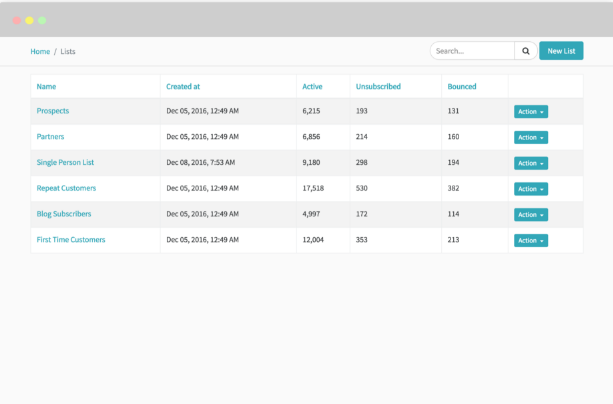 Home / Lists Search... New List
Name Created at Active Unsubscribed Bounced
Prospects Dec 05, 2016, 12:49 AM 6,215 193 131 Action
Partners Dec 05, 2016, 12:49 AM 6,856 214 160 Action
Single Person List Dec 08, 2016, 7:53 AM 9,180 298 194 Action
Repeat Customers Dec 05, 2016, 12:49 AM 17,518 530 382 Action
Blog Subscribers Dec 05, 2016, 12:49 AM 4,997 172 114 Action
First Time Customers Dec 05, 2016, 12:49 AM 12,004 353 213 Action